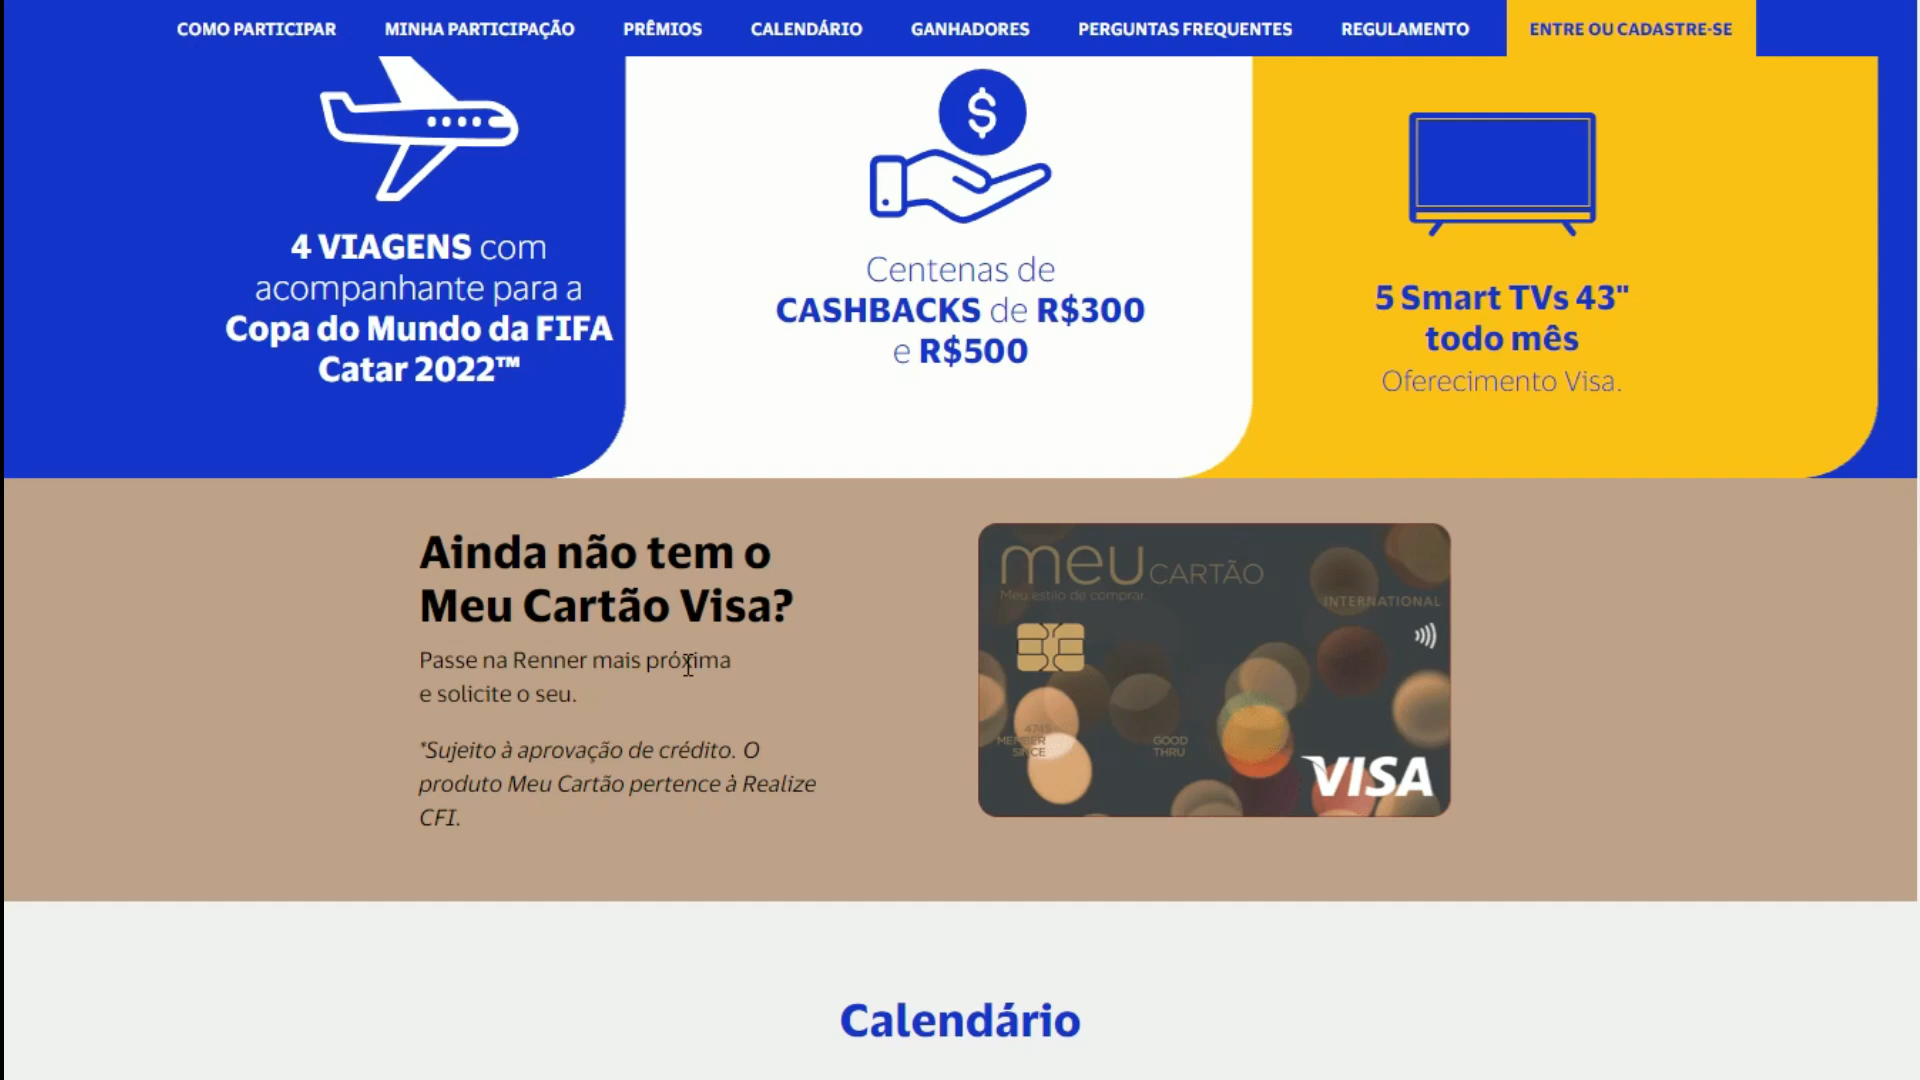 COMO PARTICIPAR
MINHA PARTICIPAÇÃO
PRÊMIOS
CALENDÁRIO
GANHADORES
PERGUNTAS FREQUENTES
REGULAMENTO
ENTRE OU CADASTRE-SE
4 VIAGENS com
acompanhante para a
Copa do Mundo da FIFA
Catar 2022™
$
Centenas de
CASHBACKS de R$300
e R$500
5 Smart TVs 43"
todo mês
Oferecimento Visa.
Ainda não tem o
Meu Cartão Visa?
Passe na Renner mais próxima
e solicite o seu.
*Sujeito à aprovação de crédito. O
produto Meu Cartão pertence à Realize
CFI.
meu CARTÃO
Meu estilo de comprar
INTERNATIONAL
4745
MEMBER
SINCE
GOOD
THRU
VISA
Calendário